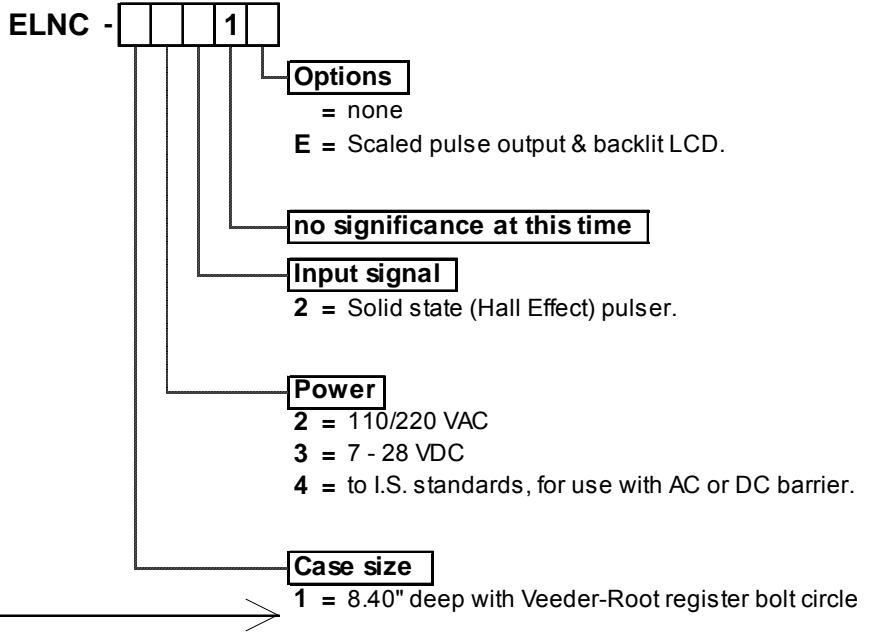 ELNC - 1
Options
= none
E = Scaled pulse output & backlit LCD.
no significance at this time
Input signal
2 = Solid state (Hall Effect) pulser.
Power
2 = 110/220 VAC
3 = 7 - 28 VDC
4 = to I.S. standards, for use with AC or DC barrier.
Case size
1 = 8.40" deep with Veeder-Root register bolt circle